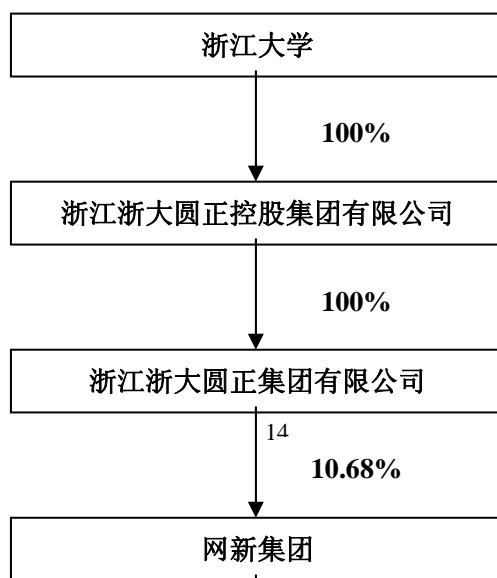 浙江大学
100%
浙江浙大圆正控股集团有限公司
100%
浙江浙大圆正集团有限公司
14
10.68%
网新集团